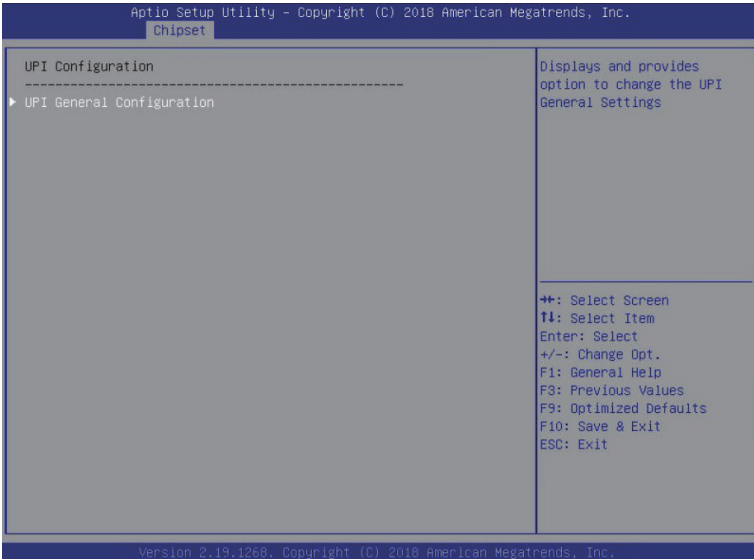 Aptio Setup Utility – Copyright (C) 2018 American Megatrends, Inc.
Chipset
UPI Configuration
--------------------------------------------------
▶ UPI General Configuration
Displays and provides
option to change the UPI
General Settings
→←: Select Screen
↑↓: Select Item
Enter: Select
+/-: Change Opt.
F1: General Help
F3: Previous Values
F9: Optimized Defaults
F10: Save & Exit
ESC: Exit
Version 2.19.1268. Copyright (C) 2018 American Megatrends, Inc.